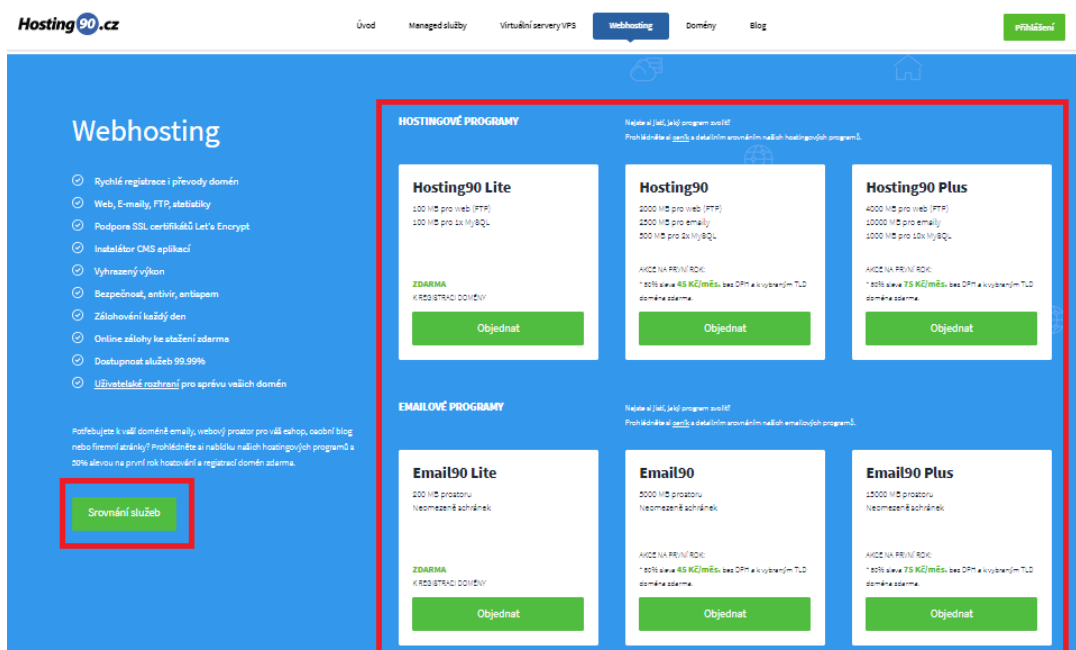 Hosting 90 .cz
Úvod
Managed služby
Virtuální servery VPS
Webhosting
Domény
Blog
Přihlášení
Webhosting
Rychlé registrace i převody domén
Web, E-maily, FTP, statistiky
Podpora SSL certifikátů Let's Encrypt
Instalátor CMS aplikací
Vyhrazený výkon
Bezpečnost, antivir, antispam
Zálohování každý den
Online zálohy ke stažení zdarma
Dostupnost služeb 99.99%
Uživatelské rozhraní pro správu vašich domén
Potřebujete k vaší doméně emaily, webový prostor pro váš eshop, osobní blog
nebo firemní stránky? Prohlédněte si nabídku našich hostingových programů s
50% slevou na první rok hostování a registrací domén zdarma.
Srovnání služeb
HOSTINGOVÉ PROGRAMY
Nejste si jistí, jaký program zvolit?
Prohlédněte si ceník s detailním srovnáním našich hostingových programů.
Hosting90 Lite
100 MB pro web (FTP)
100 MB pro 1x MySQL
ZDARMA
K REGISTRACI DOMÉNY
Objednat
Hosting90
2000 MB pro web (FTP)
2500 MB pro emaily
500 MB pro 2x MySQL
AKCE NA PRVNÍ ROK:
* 50% sleva 45 Kč/měs. bez DPH a k vybraným TLD
doména zdarma.
Objednat
Hosting90 Plus
4000 MB pro web (FTP)
10000 MB pro emaily
1000 MB pro 10x MySQL
AKCE NA PRVNÍ ROK:
* 50% sleva 75 Kč/měs. bez DPH a k vybraným TLD
doména zdarma.
Objednat
EMAILOVÉ PROGRAMY
Nejste si jistí, jaký program zvolit?
Prohlédněte si ceník s detailním srovnáním našich emailových programů.
Email90 Lite
200 MB prostoru
Neomezeně schránek
ZDARMA
K REGISTRACI DOMÉNY
Objednat
Email90
5000 MB prostoru
Neomezeně schránek
AKCE NA PRVNÍ ROK:
* 50% sleva 45 Kč/měs. bez DPH a k vybraným TLD
doména zdarma.
Objednat
Email90 Plus
15000 MB prostoru
Neomezeně schránek
AKCE NA PRVNÍ ROK:
* 50% sleva 75 Kč/měs. bez DPH a k vybraným TLD
doména zdarma.
Objednat